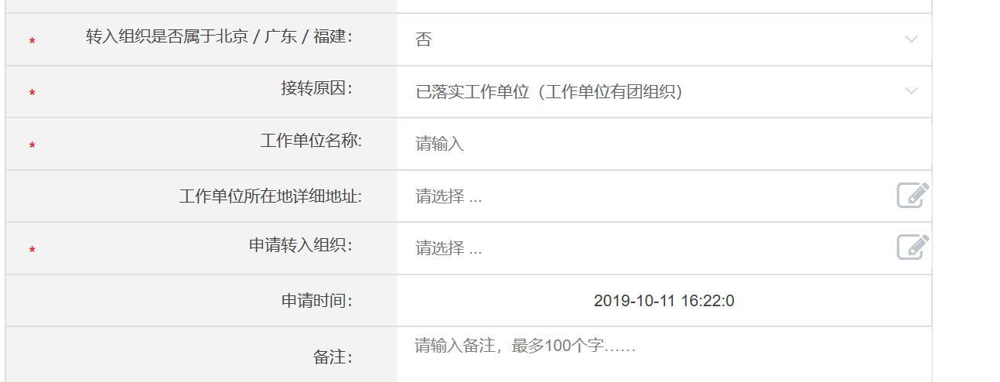 * 转入组织是否属于北京 / 广东 / 福建： 否
* 接转原因： 已落实工作单位（工作单位有团组织）
* 工作单位名称: 请输入
工作单位所在地详细地址: 请选择 ...
* 申请转入组织： 请选择 ...
申请时间： 2019-10-11 16:22:0
备注： 请输入备注，最多100个字……